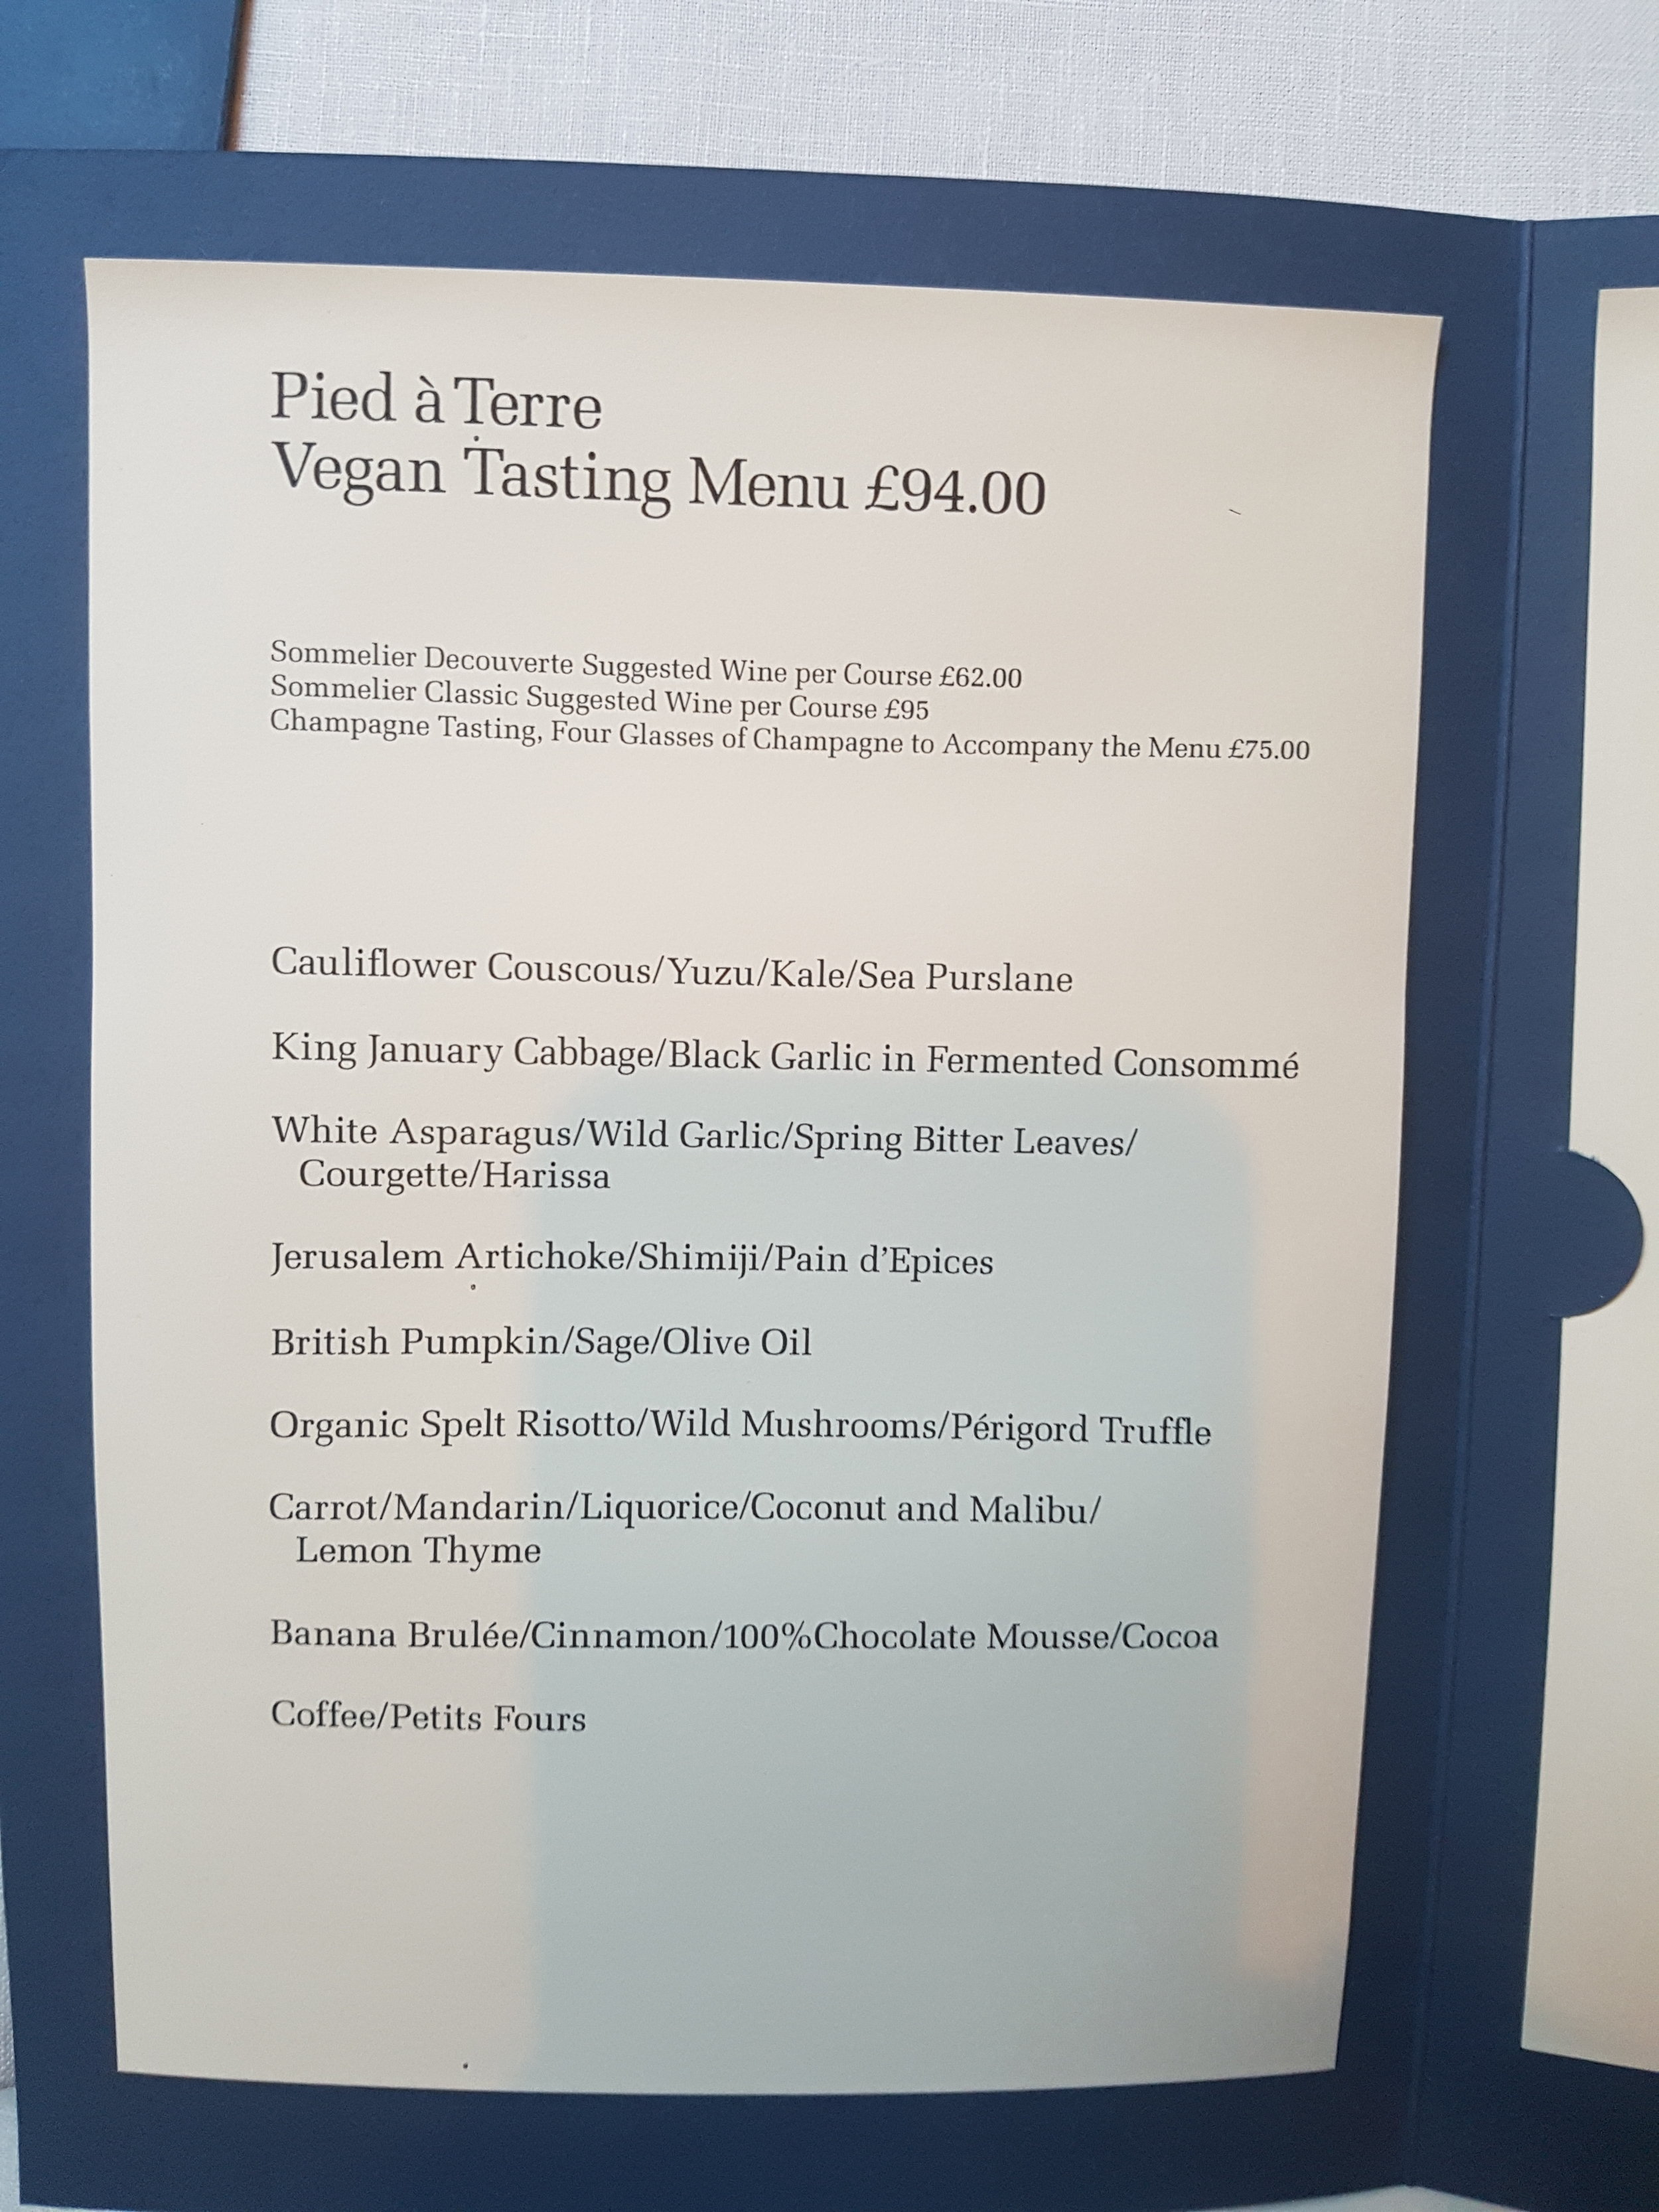 Pied à Terre
Vegan Tasting Menu £94.00
Sommelier Decouverte Suggested Wine per Course £62.00
Sommelier Classic Suggested Wine per Course £95
Champagne Tasting, Four Glasses of Champagne to Accompany the Menu £75.00
Cauliflower Couscous/Yuzu/Kale/Sea Purslane
King January Cabbage/Black Garlic in Fermented Consommé
White Asparagus/Wild Garlic/Spring Bitter Leaves/
Courgette/Harissa
Jerusalem Artichoke/Shimiji/Pain d'Epices
British Pumpkin/Sage/Olive Oil
Organic Spelt Risotto/Wild Mushrooms/Périgord Truffle
Carrot/Mandarin/Liquorice/Coconut and Malibu/
Lemon Thyme
Banana Brulée/Cinnamon/100%Chocolate Mousse/Cocoa
Coffee/Petits Fours